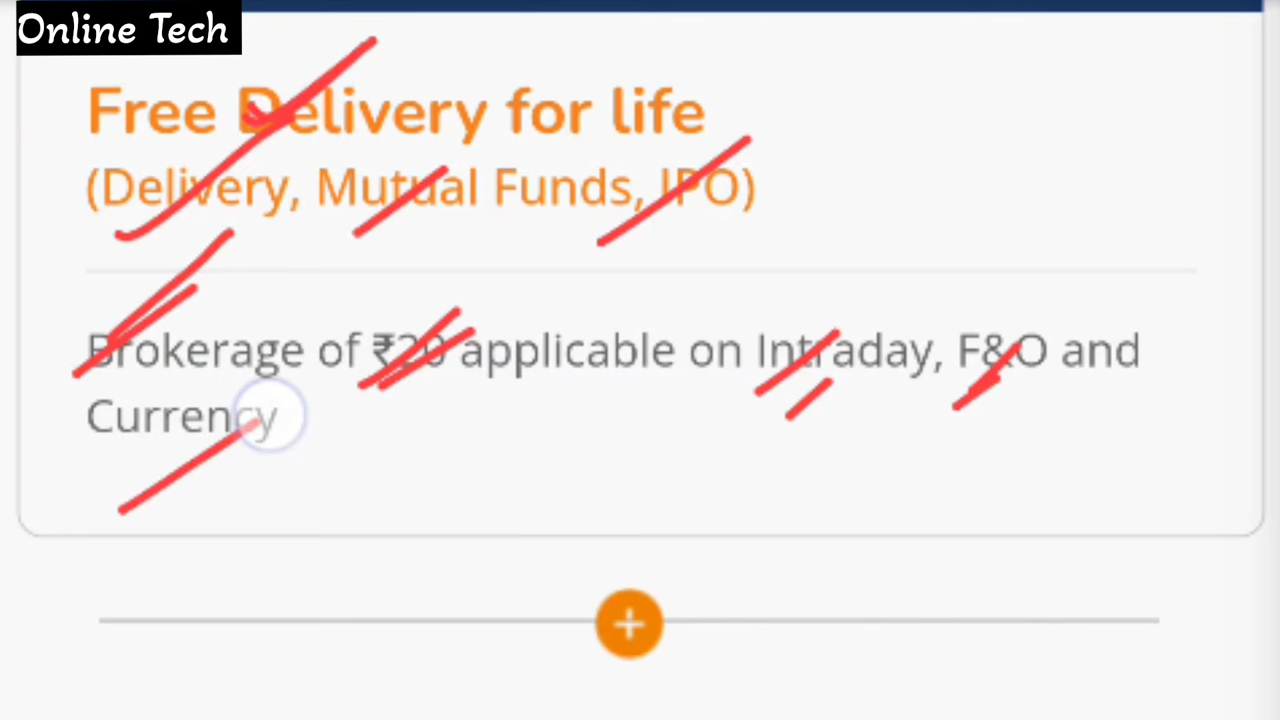 Online Tech
Free Delivery for life
(Delivery, Mutual Funds, IPO)
Brokerage of ₹20 applicable on Intraday, F&O and
Currency